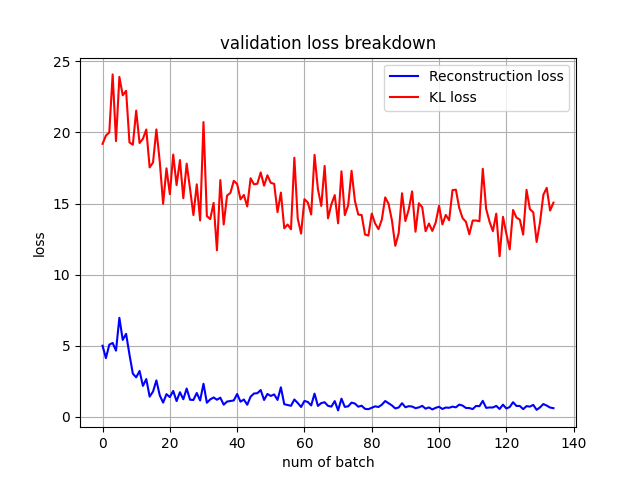 validation loss breakdown
25
20
15
10
5
0
loss
Reconstruction loss
KL loss
0 20 40 60 80 100 120 140
num of batch